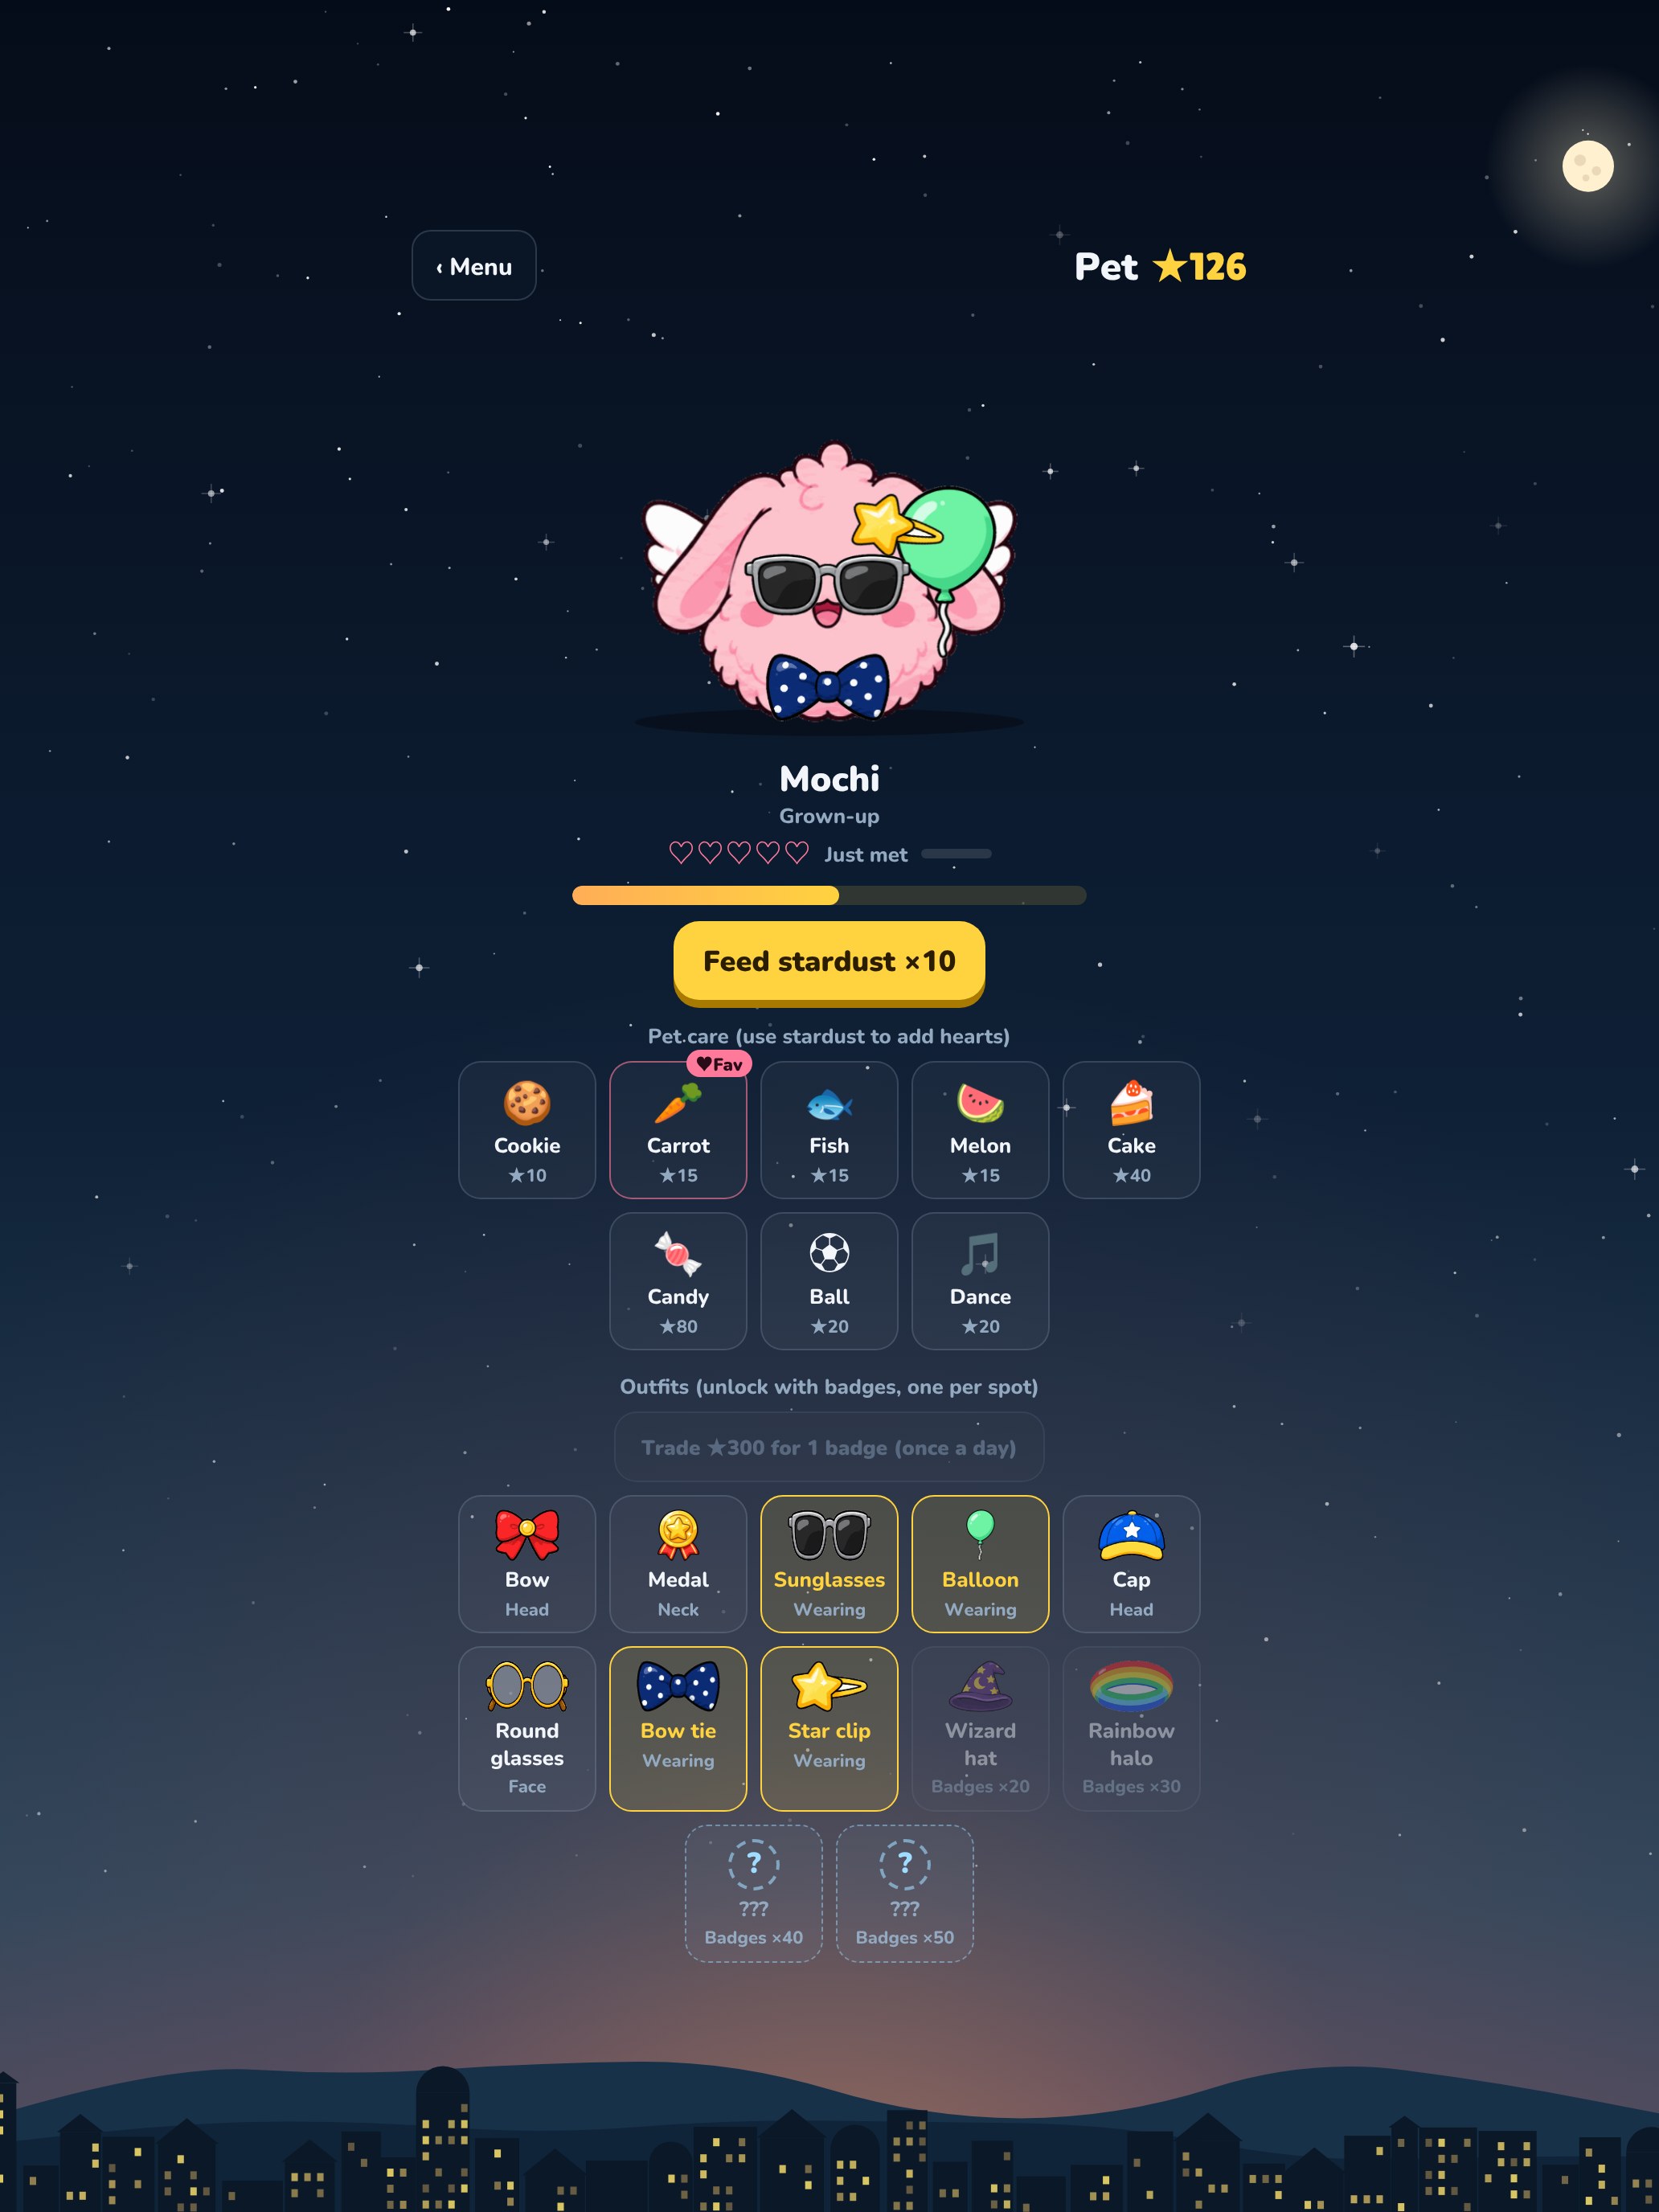 ‹ Menu
Pet ★126
Mochi
Grown-up
♡♡♡♡♡ Just met
Feed stardust ×10
Pet care (use stardust to add hearts)
♥Fav
Cookie Carrot Fish Melon Cake
★10 ★15 ★15 ★15 ★40
Candy Ball Dance
★80 ★20 ★20
Outfits (unlock with badges, one per spot)
Trade ★300 for 1 badge (once a day)
Bow Medal Sunglasses Balloon Cap
Head Neck Wearing Wearing Head
Round glasses Bow tie Star clip Wizard hat Rainbow halo
Face Wearing Wearing Badges ×20 Badges ×30
? ?
??? ???
Badges ×40 Badges ×50